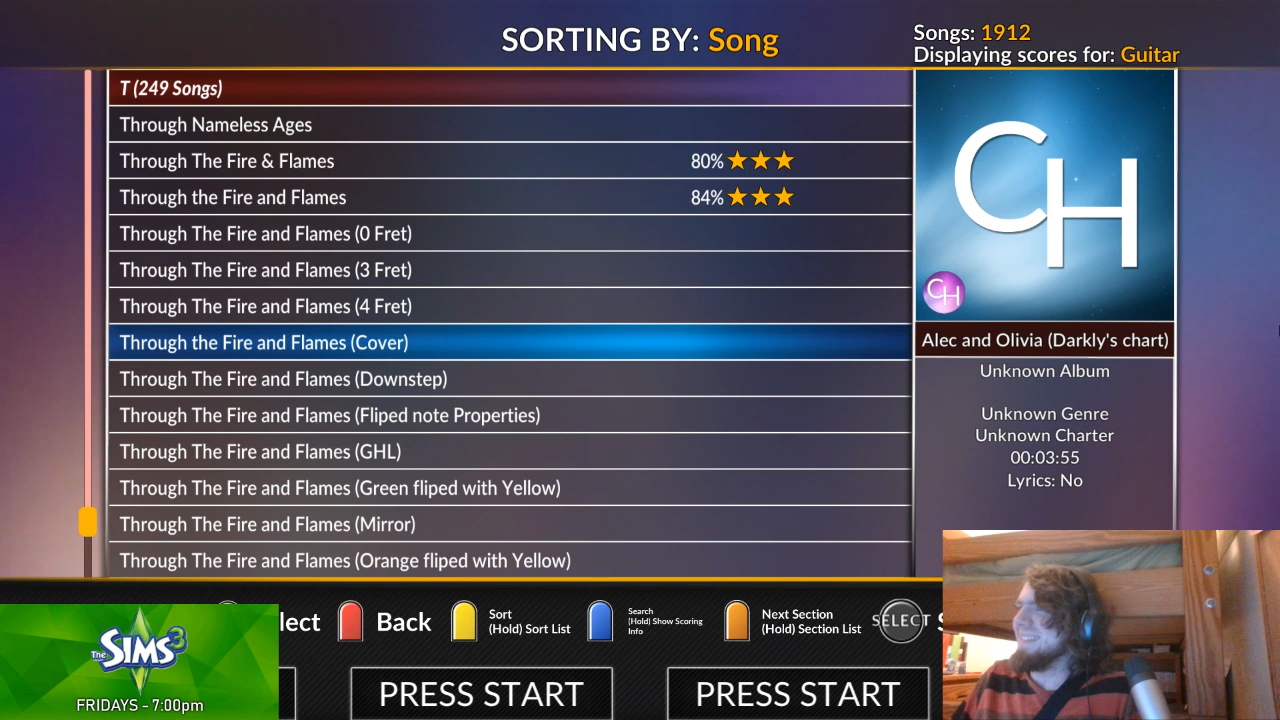 SORTING BY: Song
Songs: 1912
Displaying scores for: Guitar
T (249 Songs)
Through Nameless Ages
Through The Fire & Flames 80%
Through the Fire and Flames 84%
Through The Fire and Flames (0 Fret)
Through The Fire and Flames (3 Fret)
Through The Fire and Flames (4 Fret)
Through the Fire and Flames (Cover)
Through The Fire and Flames (Downstep)
Through The Fire and Flames (Fliped note Properties)
Through The Fire and Flames (GHL)
Through The Fire and Flames (Green fliped with Yellow)
Through The Fire and Flames (Mirror)
Through The Fire and Flames (Orange fliped with Yellow)
CH
CH
Alec and Olivia (Darkly's chart)
Unknown Album
Unknown Genre
Unknown Charter
00:03:55
Lyrics: No
lect
Back
Sort
(Hold) Sort List
Search
(Hold) Show Scoring
Info
Next Section
(Hold) Section List
SELECT S
The SIMS 3
FRIDAYS - 7:00pm
PRESS START
PRESS START